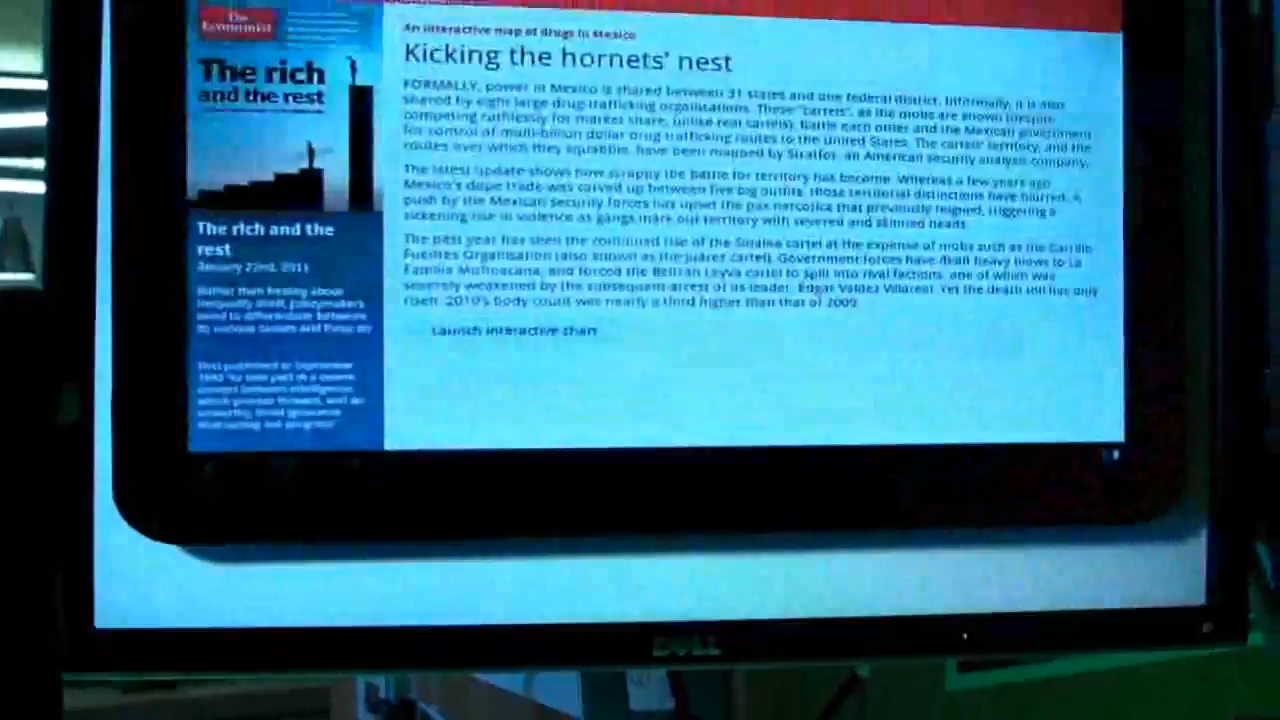 The
Economist
The rich
and the rest
The rich and the
rest
January 22nd, 2011
An interactive map of drugs in Mexico
Kicking the hornets' nest
FORMALLY, power in Mexico is shared between 31 states and one federal district. Informally, it is also
shared by eight large drug-trafficking organisations. These "cartels", as the mobs are known (despite
competing ruthlessly for market share, unlike real cartels), battle each other and the Mexican government
for control of multi-billion dollar drug trafficking routes to the United States. The cartels' territory, and the
routes over which they squabble, have been mapped by Stratfor, an American security analysis company.
The latest update shows how scrappy the battle for territory has become. Whereas a few years ago
Mexico's drug trade was carved up between five big outfits, those territorial distinctions have blurred. A
push by the Mexican security forces has upset the pax narcotica that previously reigned, triggering a
sickening rise in violence as gangs mark out territory with severed and skinned heads.
The past year has seen the continued rise of the Sinaloa cartel at the expense of mobs such as the Carrillo
Fuentes Organisation (also known as the Juárez cartel). Government forces have dealt heavy blows to La
Familia Michoacana, and forced the Beltrán Leyva cartel to split into rival factions, one of which was
severely weakened by the subsequent arrest of its leader, Edgar Valdez Villareal. Yet the death toll has only
risen: 2010's body count was nearly a third higher than that of 2009.
Launch interactive chart
DELL